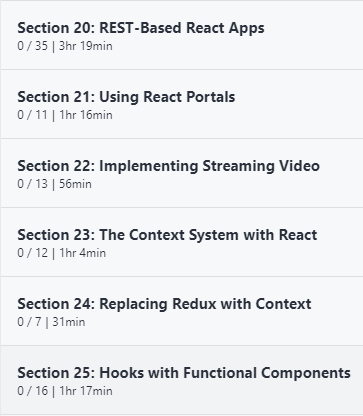 Section 20: REST-Based React Apps
0 / 35 | 3hr 19min
Section 21: Using React Portals
0 / 11 | 1hr 16min
Section 22: Implementing Streaming Video
0 / 13 | 56min
Section 23: The Context System with React
0 / 12 | 1hr 4min
Section 24: Replacing Redux with Context
0 / 7 | 31min
Section 25: Hooks with Functional Components
0 / 16 | 1hr 17min